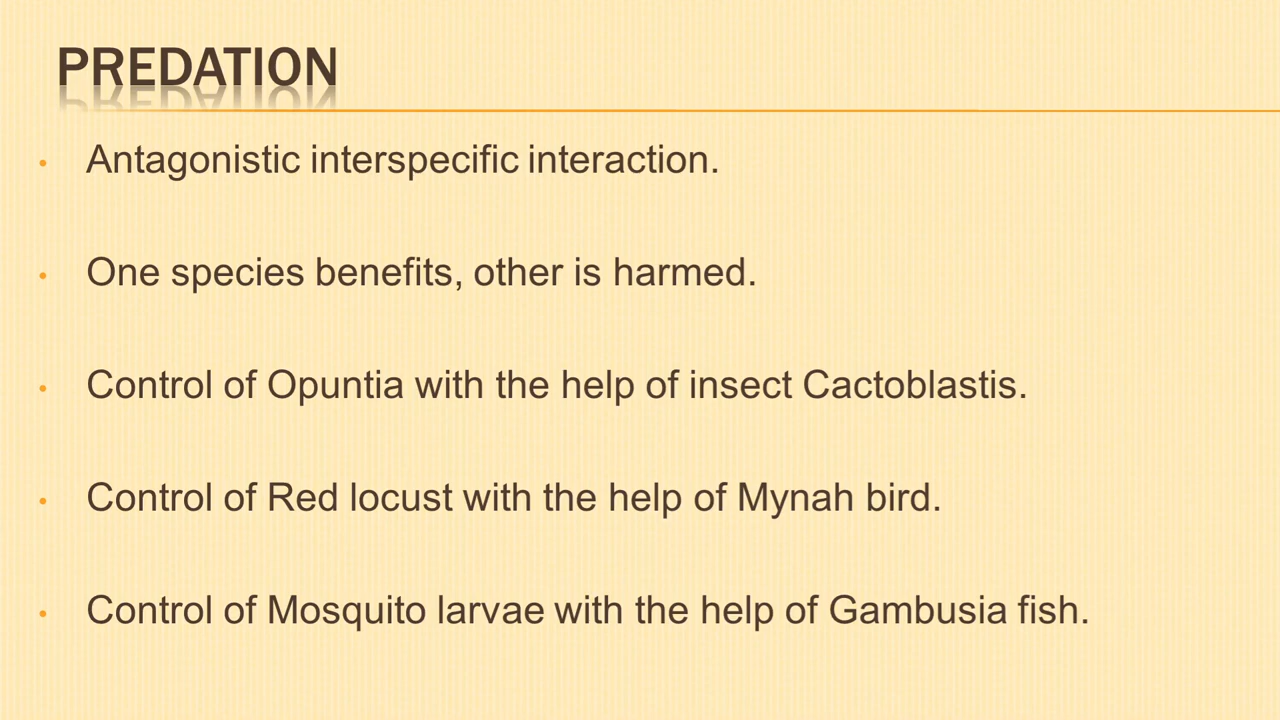 PREDATION
• Antagonistic interspecific interaction.
• One species benefits, other is harmed.
• Control of Opuntia with the help of insect Cactoblastis.
• Control of Red locust with the help of Mynah bird.
• Control of Mosquito larvae with the help of Gambusia fish.